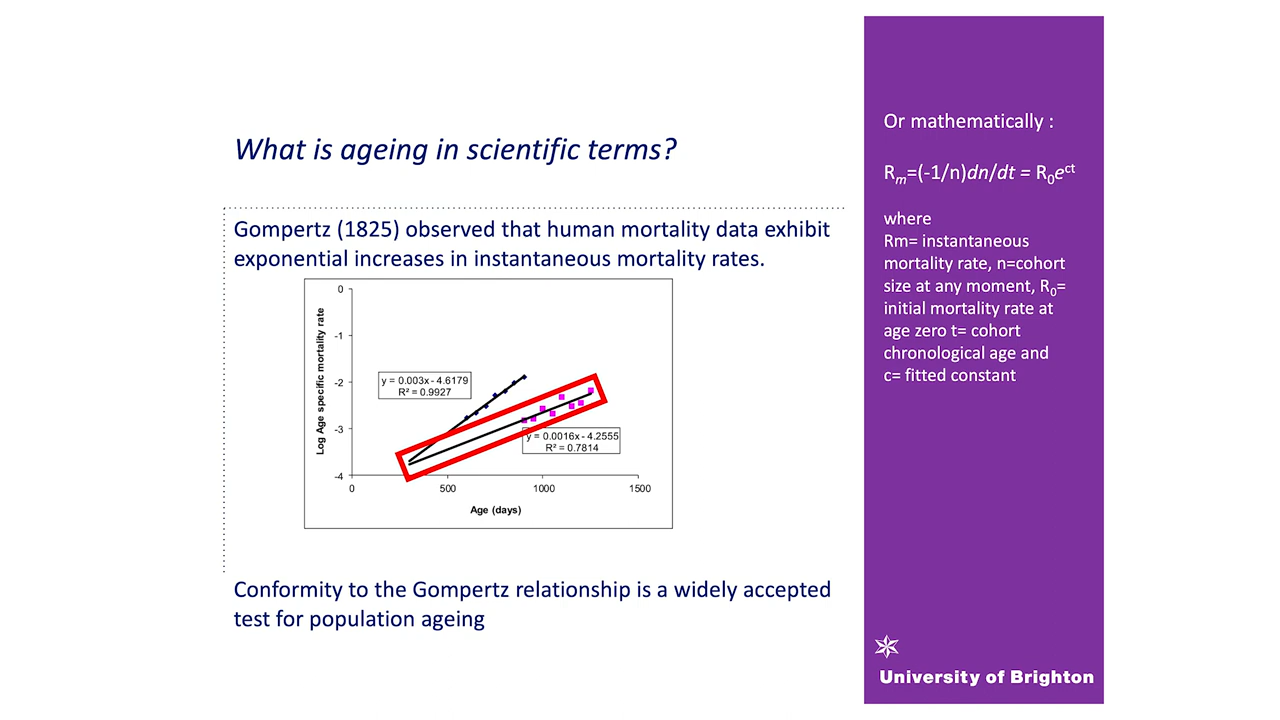 What is ageing in scientific terms?
Gompertz (1825) observed that human mortality data exhibit
exponential increases in instantaneous mortality rates.
0
-1
-2
-3
-4
Log Age specific mortality rate
y = 0.003x - 4.6179
R² = 0.9927
y = 0.0016x - 4.2555
R² = 0.7814
0 500 1000 1500
Age (days)
Conformity to the Gompertz relationship is a widely accepted
test for population ageing
Or mathematically :
Rm=(-1/n)dn/dt = R0e^ct
where
Rm= instantaneous
mortality rate, n=cohort
size at any moment, R0=
initial mortality rate at
age zero t= cohort
chronological age and
c= fitted constant
University of Brighton